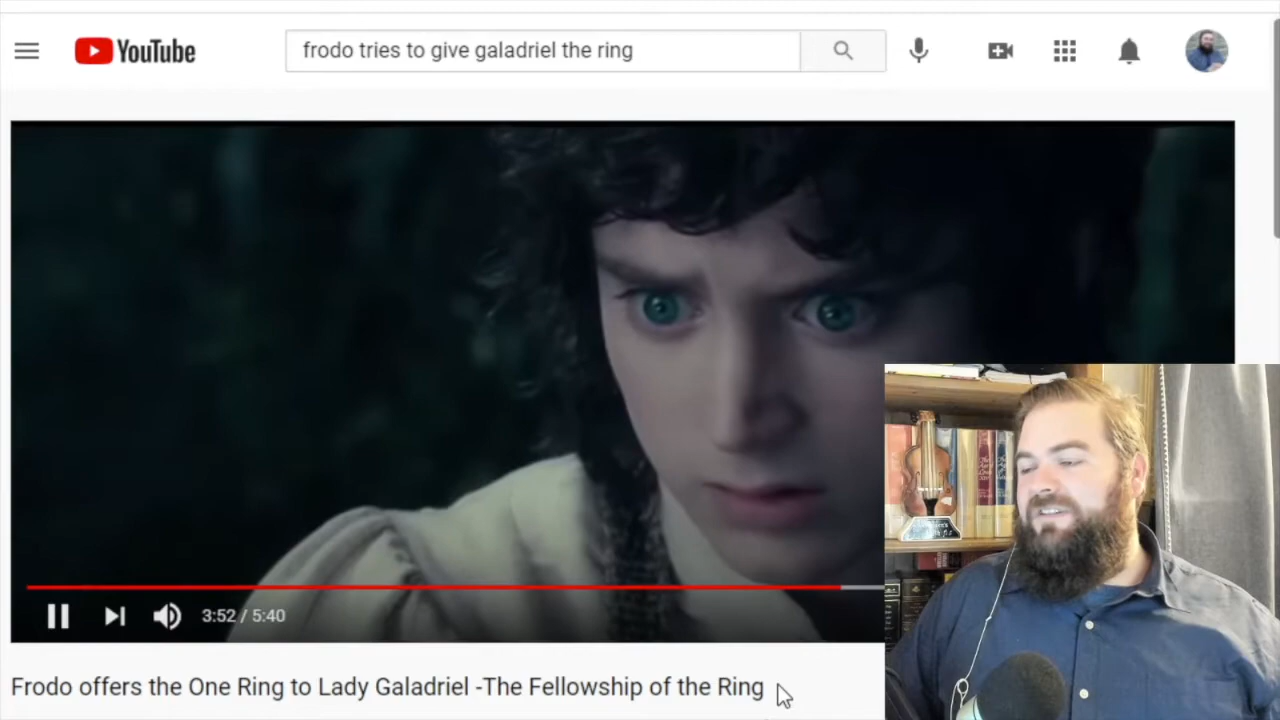 YouTube
frodo tries to give galadriel the ring
3:52 / 5:40
Frodo offers the One Ring to Lady Galadriel -The Fellowship of the Ring